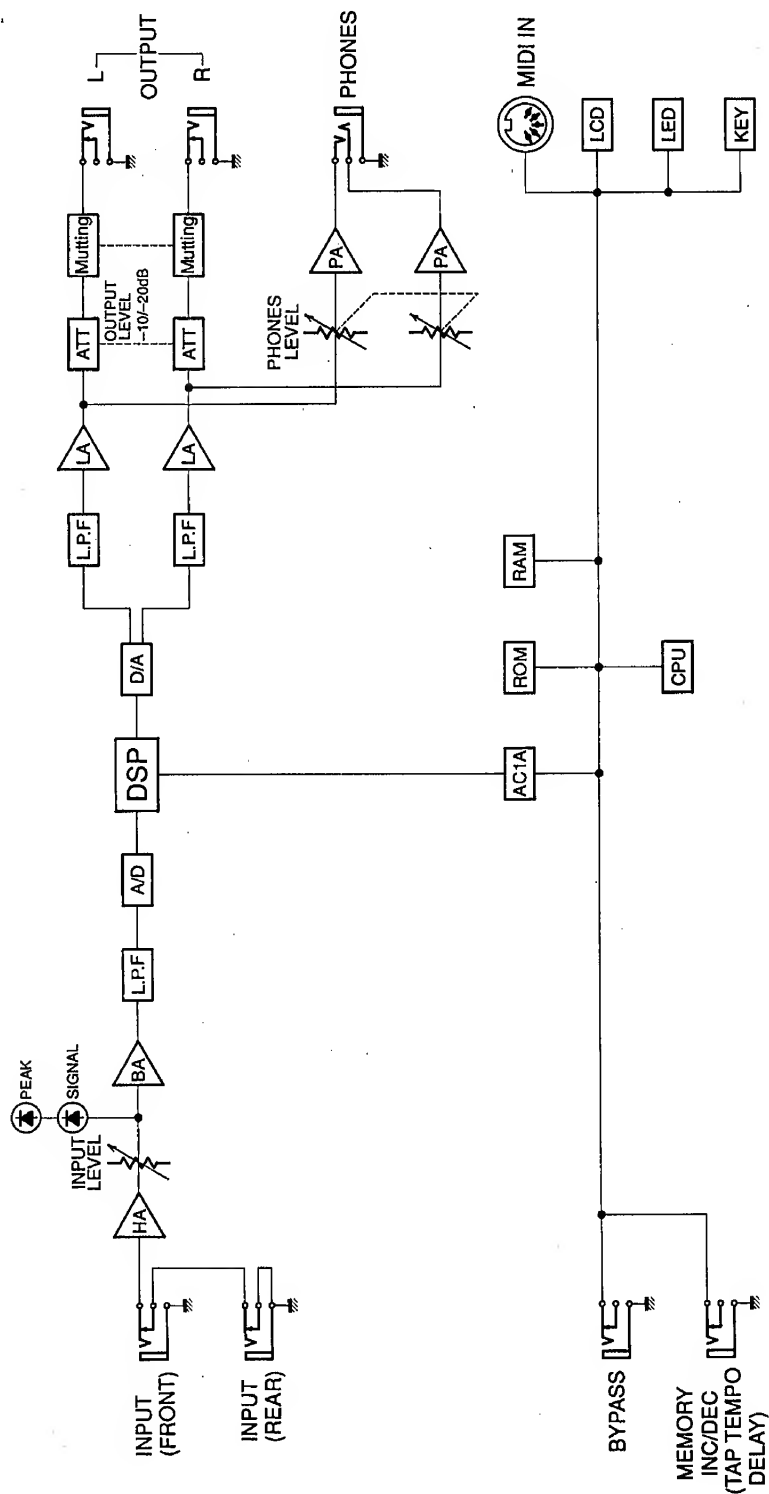 INPUT
(FRONT)
INPUT
(REAR)
HA
INPUT
LEVEL
PEAK
SIGNAL
BA
L.P.F
A/D
DSP
D/A
L.P.F
L.P.F
LA
LA
ATT
OUTPUT
LEVEL
-10/-20dB
ATT
Mutting
Mutting
L
OUTPUT
R
PHONES
LEVEL
PA
PA
PHONES
BYPASS
MEMORY
INC/DEC
(TAP TEMPO
DELAY)
AC1A
ROM
RAM
CPU
MIDI IN
LCD
LED
KEY